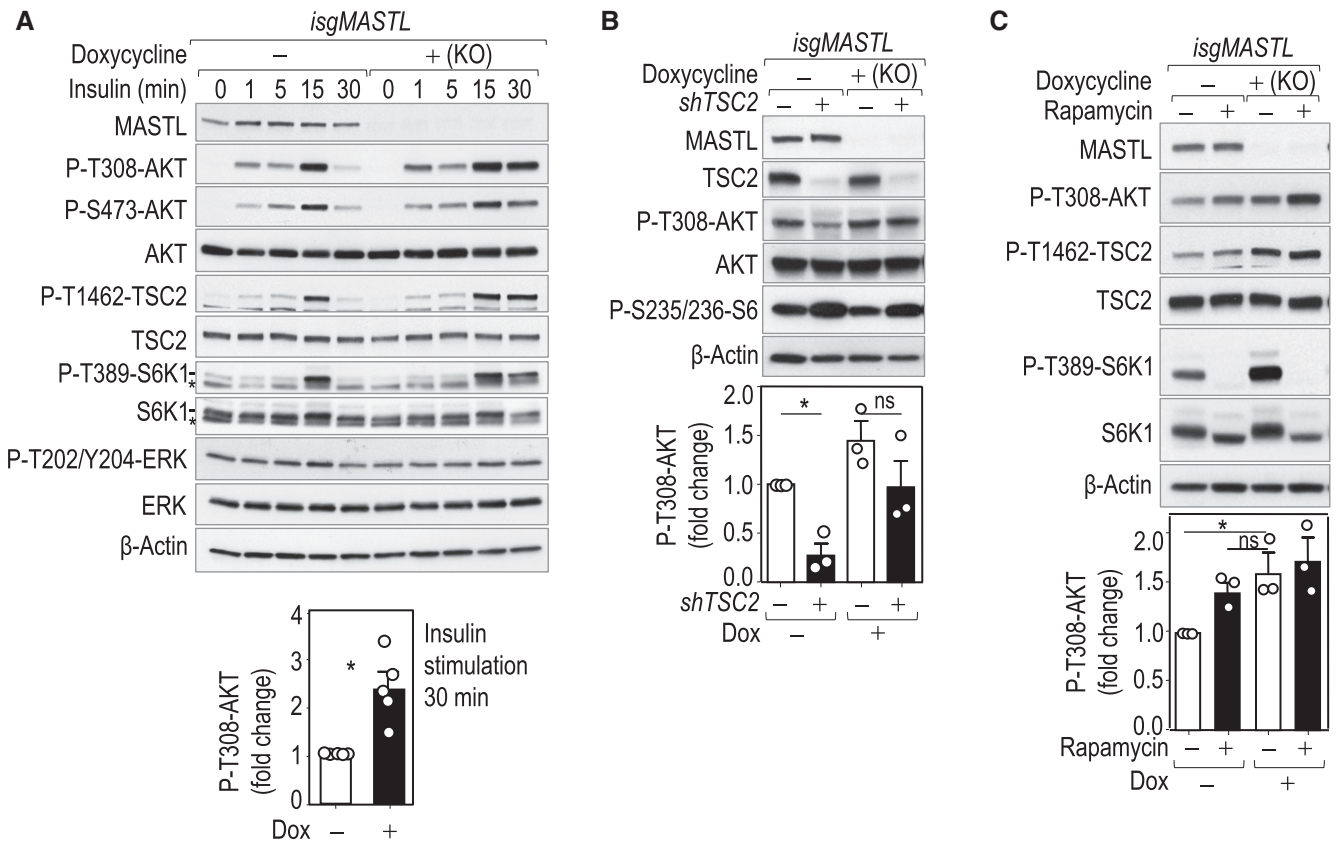 A
isgMASTL
Doxycycline – + (KO)
Insulin (min) 0 1 5 15 30 0 1 5 15 30
MASTL
P-T308-AKT
P-S473-AKT
AKT
P-T1462-TSC2
TSC2
P-T389-S6K1
*
S6K1
*
P-T202/Y204-ERK
ERK
β-Actin
P-T308-AKT
(fold change)
4
3
2
1
0
*
Insulin
stimulation
30 min
Dox – +
B
isgMASTL
Doxycycline – + (KO)
shTSC2 – + – +
MASTL
TSC2
P-T308-AKT
AKT
P-S235/236-S6
β-Actin
P-T308-AKT
(fold change)
2.0
1.5
1.0
0.5
0.0
* ns
shTSC2 – + – +
Dox – +
C
isgMASTL
Doxycycline – + (KO)
Rapamycin – + – +
MASTL
P-T308-AKT
P-T1462-TSC2
TSC2
P-T389-S6K1
S6K1
β-Actin
P-T308-AKT
(fold change)
2.0
1.5
1.0
0.5
0.0
*
ns
Rapamycin – + – +
Dox – +